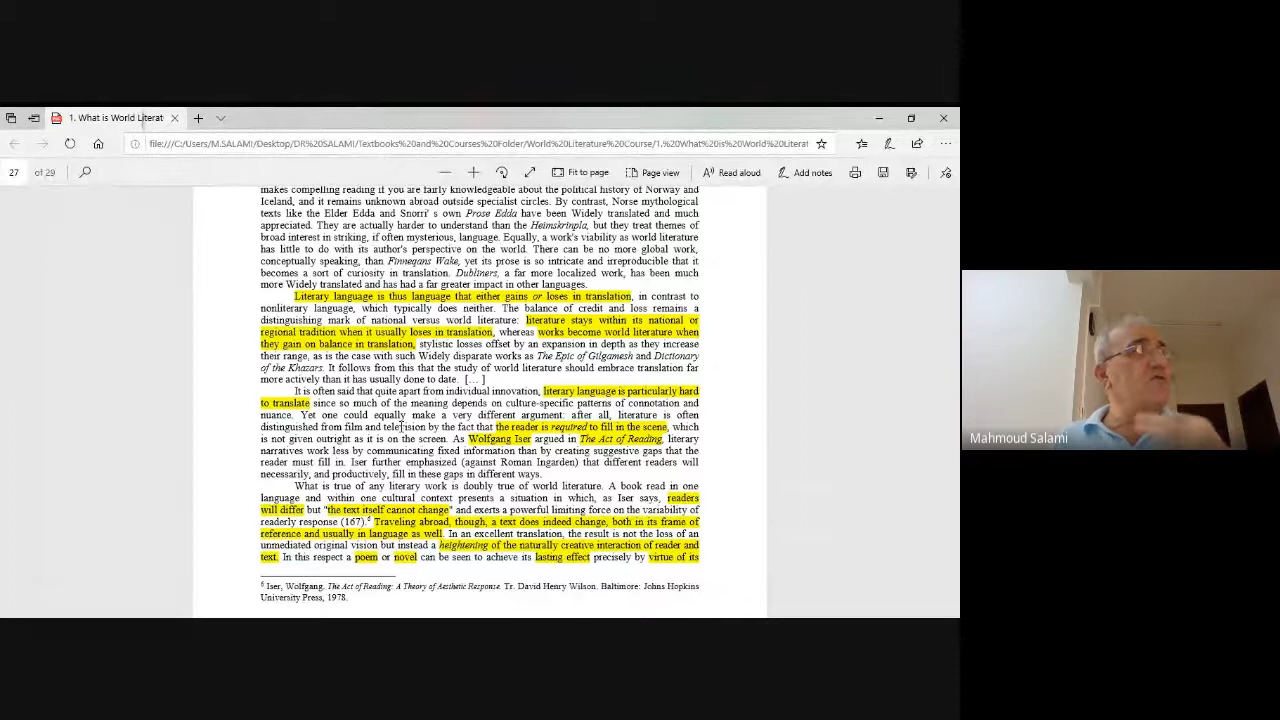 1. What is World Literat
file:///C:/Users/M.SALAMI/Desktop/DR%20SALAMI/Textbooks%20and%20Courses%20Folder/World%20Literature%20Course/1.%20What%20is%20World%20Literat
27 of 29
Fit to page
Page view
Read aloud
Add notes
makes compelling reading if you are fairly knowledgeable about the political history of Norway and
Iceland, and it remains unknown abroad outside specialist circles. By contrast, Norse mythological
texts like the Elder Edda and Snorri' s own Prose Edda have been Widely translated and much
appreciated. They are actually harder to understand than the Heimskrinpla, but they treat themes of
broad interest in striking, if often mysterious, language. Equally, a work's viability as world literature
has little to do with its author's perspective on the world. There can be no more global work,
conceptually speaking, than Finneqans Wake, yet its prose is so intricate and irreproducible that it
becomes a sort of curiosity in translation. Dubliners, a far more localized work, has been much
more Widely translated and has had a far greater impact in other languages.
Literary language is thus language that either gains or loses in translation, in contrast to
nonliterary language, which typically does neither. The balance of credit and loss remains a
distinguishing mark of national versus world literature: literature stays within its national or
regional tradition when it usually loses in translation, whereas works become world literature when
they gain on balance in translation, stylistic losses offset by an expansion in depth as they increase
their range, as is the case with such Widely disparate works as The Epic of Gilgamesh and Dictionary
of the Khazars. It follows from this that the study of world literature should embrace translation far
more actively than it has usually done to date. [… ]
It is often said that quite apart from individual innovation, literary language is particularly hard
to translate since so much of the meaning depends on culture-specific patterns of connotation and
nuance. Yet one could equally make a very different argument: after all, literature is often
distinguished from film and television by the fact that the reader is required to fill in the scene, which
is not given outright as it is on the screen. As Wolfgang Iser argued in The Act of Reading, literary
narratives work less by communicating fixed information than by creating suggestive gaps that the
reader must fill in. Iser further emphasized (against Roman Ingarden) that different readers will
necessarily, and productively, fill in these gaps in different ways.
What is true of any literary work is doubly true of world literature. A book read in one
language and within one cultural context presents a situation in which, as Iser says, readers
will differ but "the text itself cannot change" and exerts a powerful limiting force on the variability of
readerly response (167).6 Traveling abroad, though, a text does indeed change, both in its frame of
reference and usually in language as well. In an excellent translation, the result is not the loss of an
unmediated original vision but instead a heightening of the naturally creative interaction of reader and
text. In this respect a poem or novel can be seen to achieve its lasting effect precisely by virtue of its
6 Iser, Wolfgang. The Act of Reading: A Theory of Aesthetic Response. Tr. David Henry Wilson. Baltimore: Johns Hopkins
University Press, 1978.
Mahmoud Salami